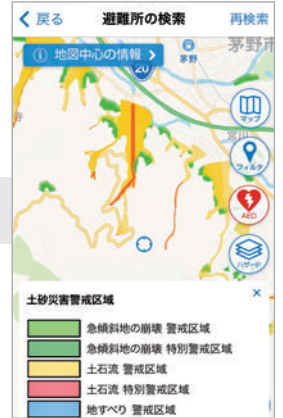 戻る 避難所の検索 再検索
地図中心の情報
茅野
茅野市
20
宮川
マップ
フィルタ
AED
ハザード
土砂災害警戒区域 ×
急傾斜地の崩壊 警戒区域
急傾斜地の崩壊 特別警戒区域
土石流 警戒区域
土石流 特別警戒区域
地すべり 警戒区域